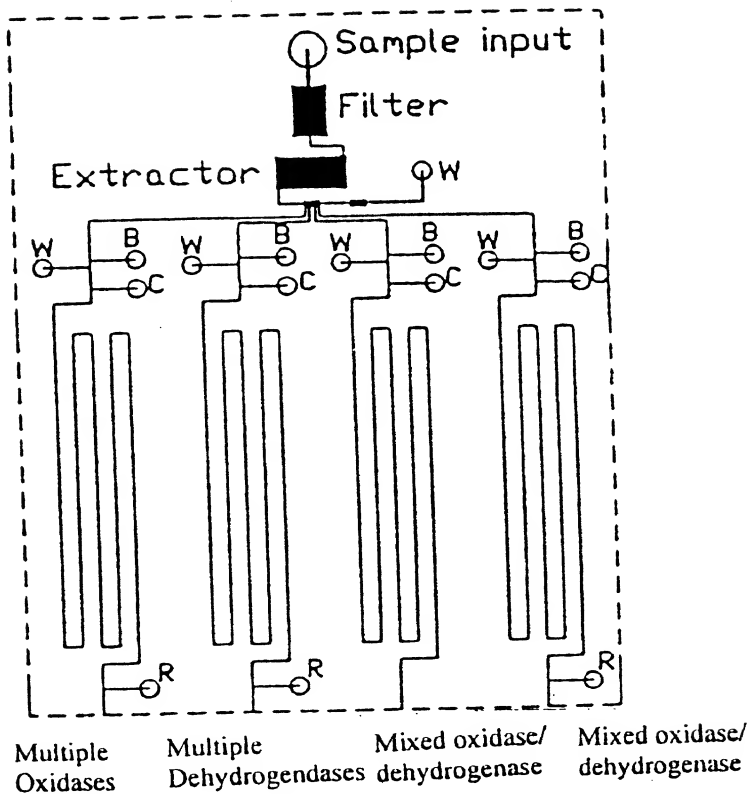 Sample input
Filter
Extractor
W
W B W B W B W B
C C C C
R R R
Multiple Multiple Mixed oxidase/ Mixed oxidase/
Oxidases Dehydrogendases dehydrogenase dehydrogenase